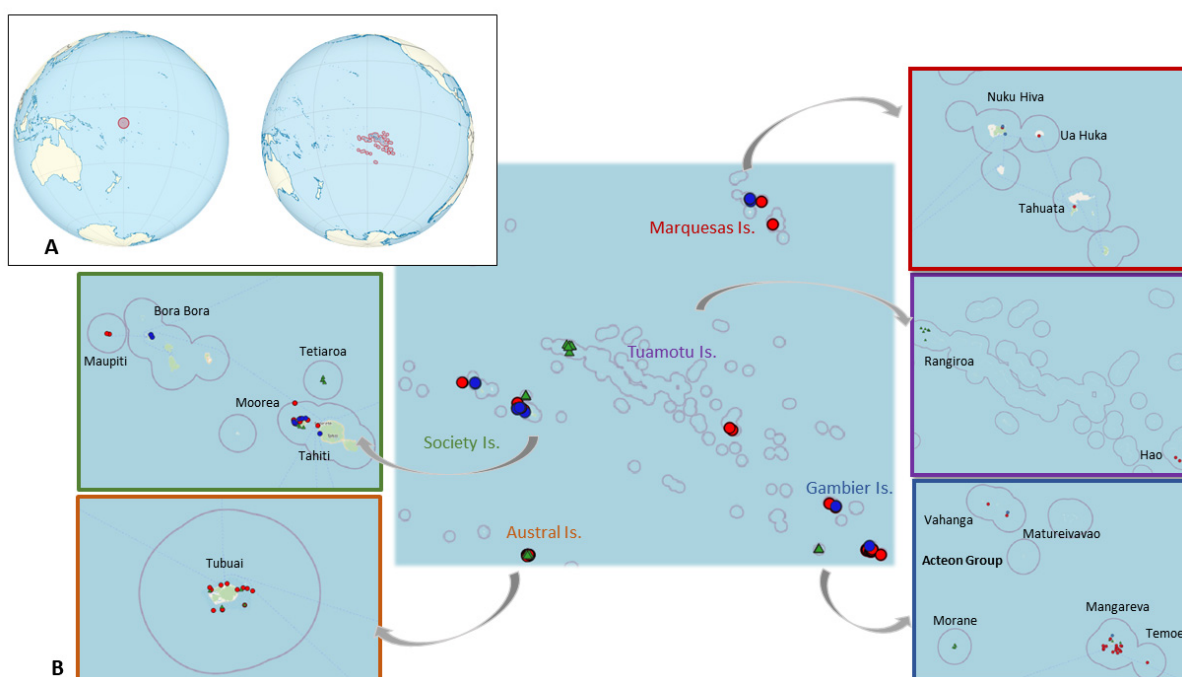 A
Marquesas Is.
Tuamotu Is.
Society Is.
Gambier Is.
Austral Is.
Nuku Hiva
Ua Huka
Tahuata
Bora Bora
Maupiti
Tetiaroa
Moorea
Tahiti
Rangiroa
Hao
Tubuai
Vahanga
Matureivavao
Acteon Group
Morane
Mangareva
Temoe
B